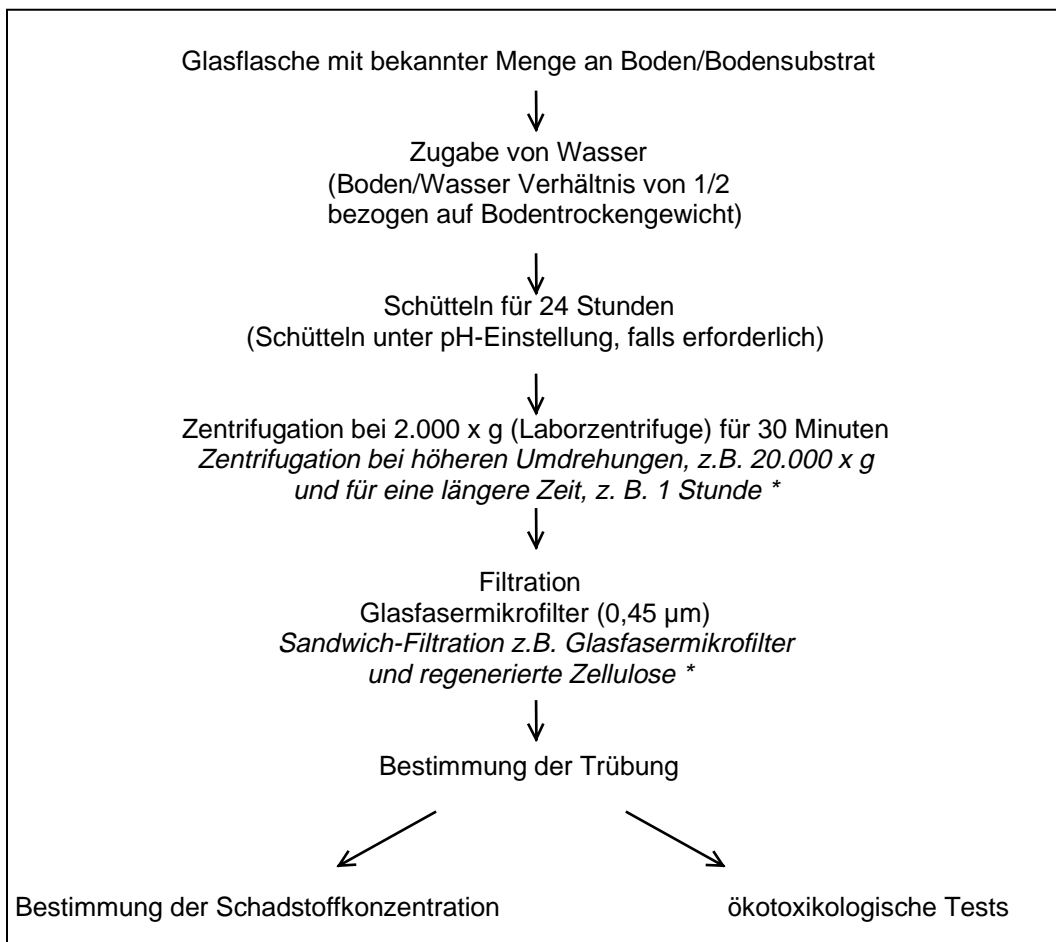 Glasflasche mit bekannter Menge an Boden/Bodensubstrat
Zugabe von Wasser
(Boden/Wasser Verhältnis von 1/2
bezogen auf Bodentrockengewicht)
Schütteln für 24 Stunden
(Schütteln unter pH-Einstellung, falls erforderlich)
Zentrifugation bei 2.000 x g (Laborzentrifuge) für 30 Minuten
Zentrifugation bei höheren Umdrehungen, z.B. 20.000 x g
und für eine längere Zeit, z. B. 1 Stunde *
Filtration
Glasfasermikrofilter (0,45 µm)
Sandwich-Filtration z.B. Glasfasermikrofilter
und regenerierte Zellulose *
Bestimmung der Trübung
Bestimmung der Schadstoffkonzentration ökotoxikologische Tests